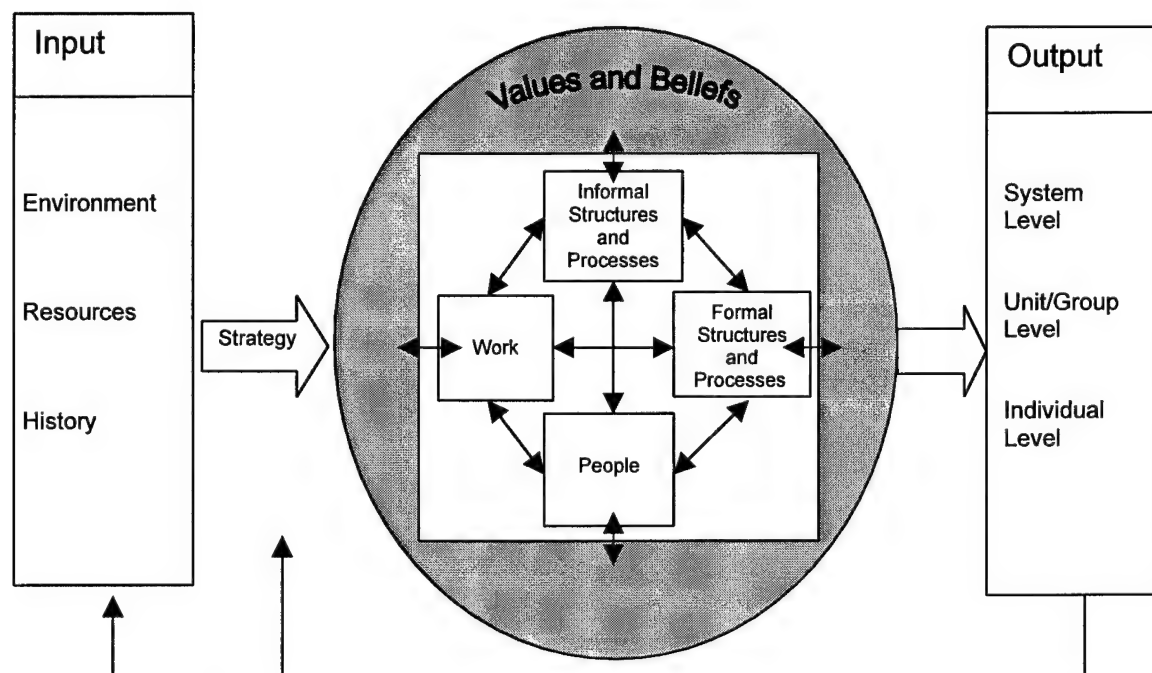 Input
Environment
Resources
History
Strategy
Values and Beliefs
Informal
Structures
and
Processes
Work
Formal
Structures
and
Processes
People
Output
System
Level
Unit/Group
Level
Individual
Level